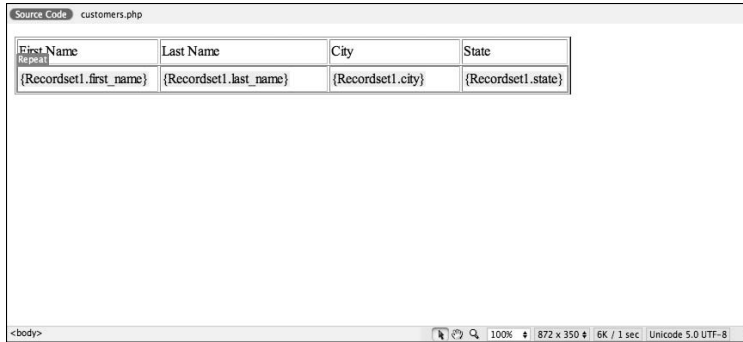 Source Code customers.php
First Name Last Name City State
Repeat
{Recordset1.first_name} {Recordset1.last_name} {Recordset1.city} {Recordset1.state}
<body> 100% 872 x 350 6K / 1 sec Unicode 5.0 UTF-8